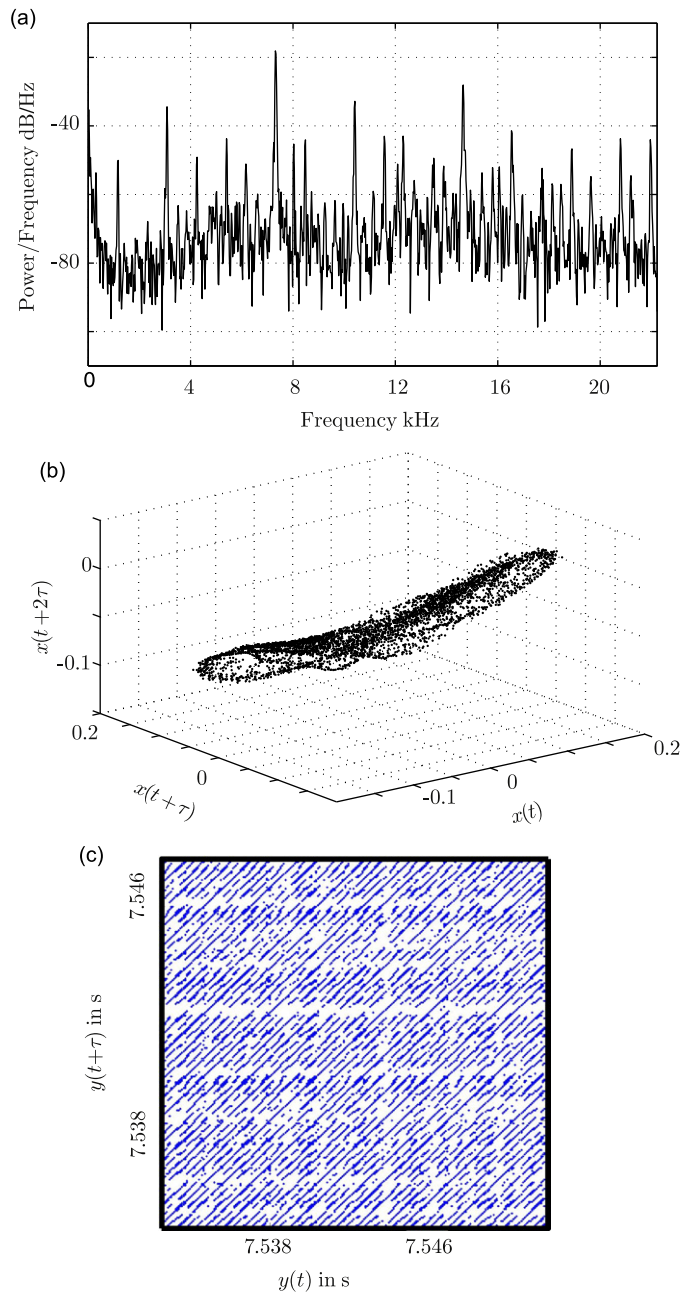 (a)
Power/Frequency dB/Hz
-40
-80
0 4 8 12 16 20
Frequency kHz
(b)
x(t+2τ)
0
-0.1
0.2
0
x(t+τ)
-0.1
0
0.2
x(t)
(c)
7.546
y(t+τ) in s
7.538
7.538 7.546
y(t) in s